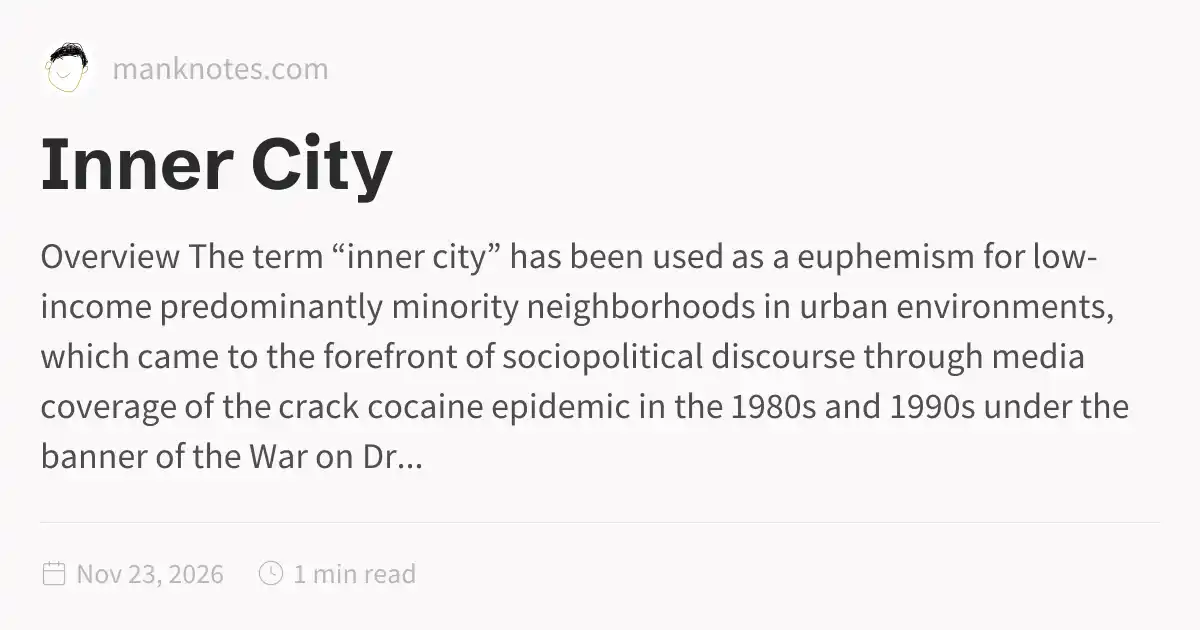 manknotes.com
Inner City
Overview The term “inner city” has been used as a euphemism for low-
income predominantly minority neighborhoods in urban environments,
which came to the forefront of sociopolitical discourse through media
coverage of the crack cocaine epidemic in the 1980s and 1990s under the
banner of the War on Dr...
Nov 23, 2026 1 min read